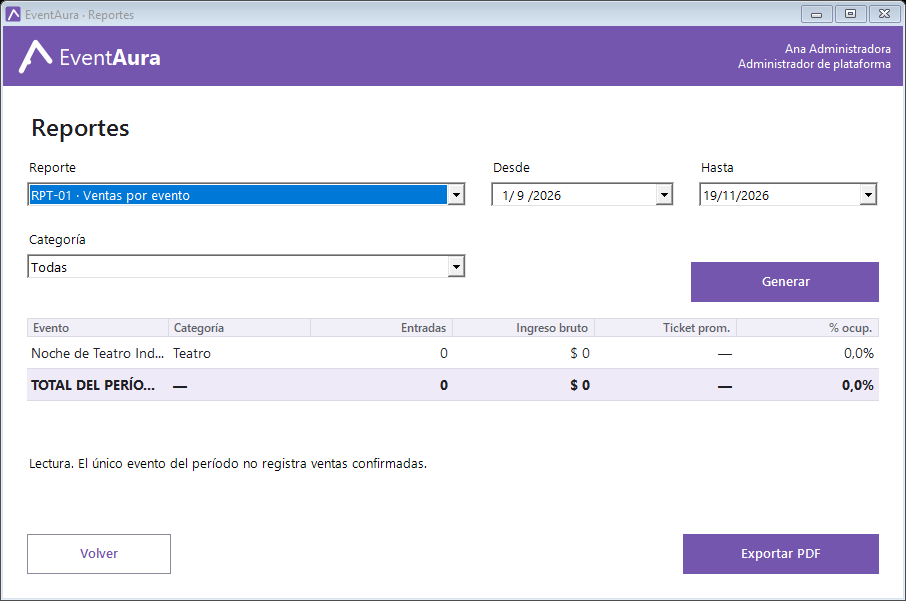 EventAura · Reportes
EventAura
Ana Administradora
Administrador de plataforma
Reportes
Reporte
Desde
Hasta
RPT-01 · Ventas por evento
1/ 9 /2026
19/11/2026
Categoría
Todas
Generar
Evento Categoría Entradas Ingreso bruto Ticket prom. % ocup.
Noche de Teatro Ind... Teatro 0 $ 0 — 0,0%
TOTAL DEL PERÍO... — 0 $ 0 — 0,0%
Lectura. El único evento del período no registra ventas confirmadas.
Volver
Exportar PDF